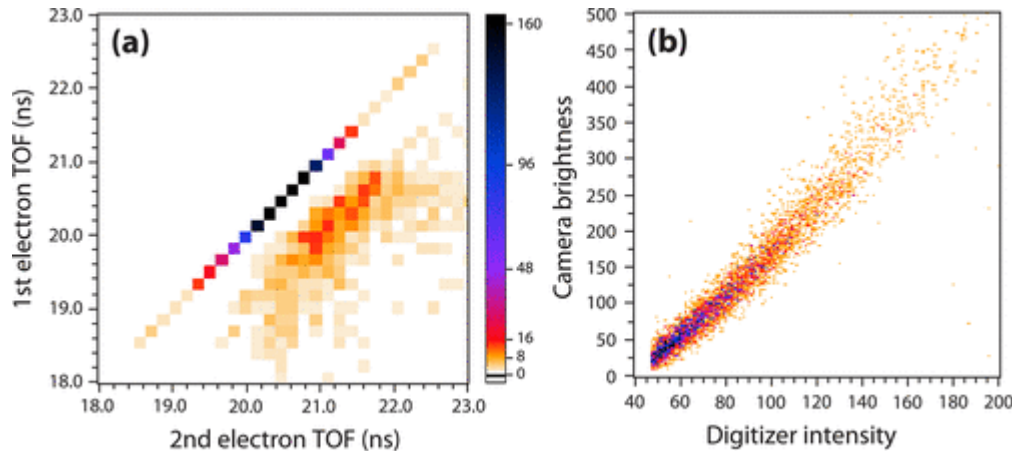 (a)
1st electron TOF (ns)
23.0
22.0
21.0
20.0
19.0
18.0
18.0 19.0 20.0 21.0 22.0 23.0
2nd electron TOF (ns)
160
96
48
16
8
0
(b)
Camera brightness
500
450
400
350
300
250
200
150
100
50
0
40 60 80 100 120 140 160 180 200
Digitizer intensity